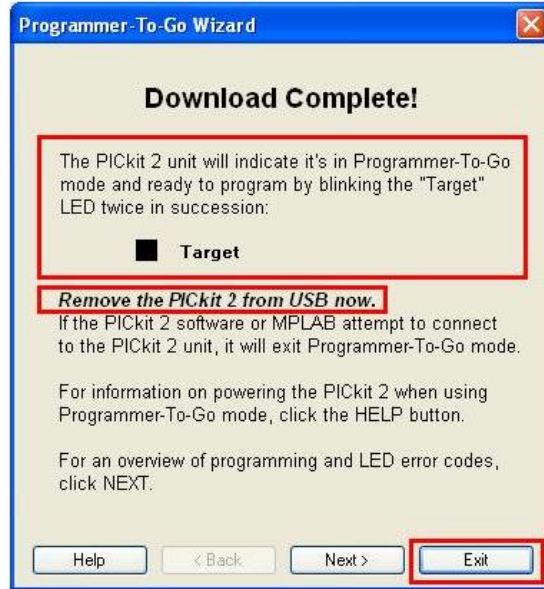 Programmer-To-Go Wizard
Download Complete!
The PICkit 2 unit will indicate it's in Programmer-To-Go
mode and ready to program by blinking the "Target"
LED twice in succession:
Target
Remove the PICkit 2 from USB now.
If the PICkit 2 software or MPLAB attempt to connect
to the PICkit 2 unit, it will exit Programmer-To-Go mode.
For information on powering the PICkit 2 when using
Programmer-To-Go mode, click the HELP button.
For an overview of programming and LED error codes,
click NEXT.
Help < Back Next > Exit